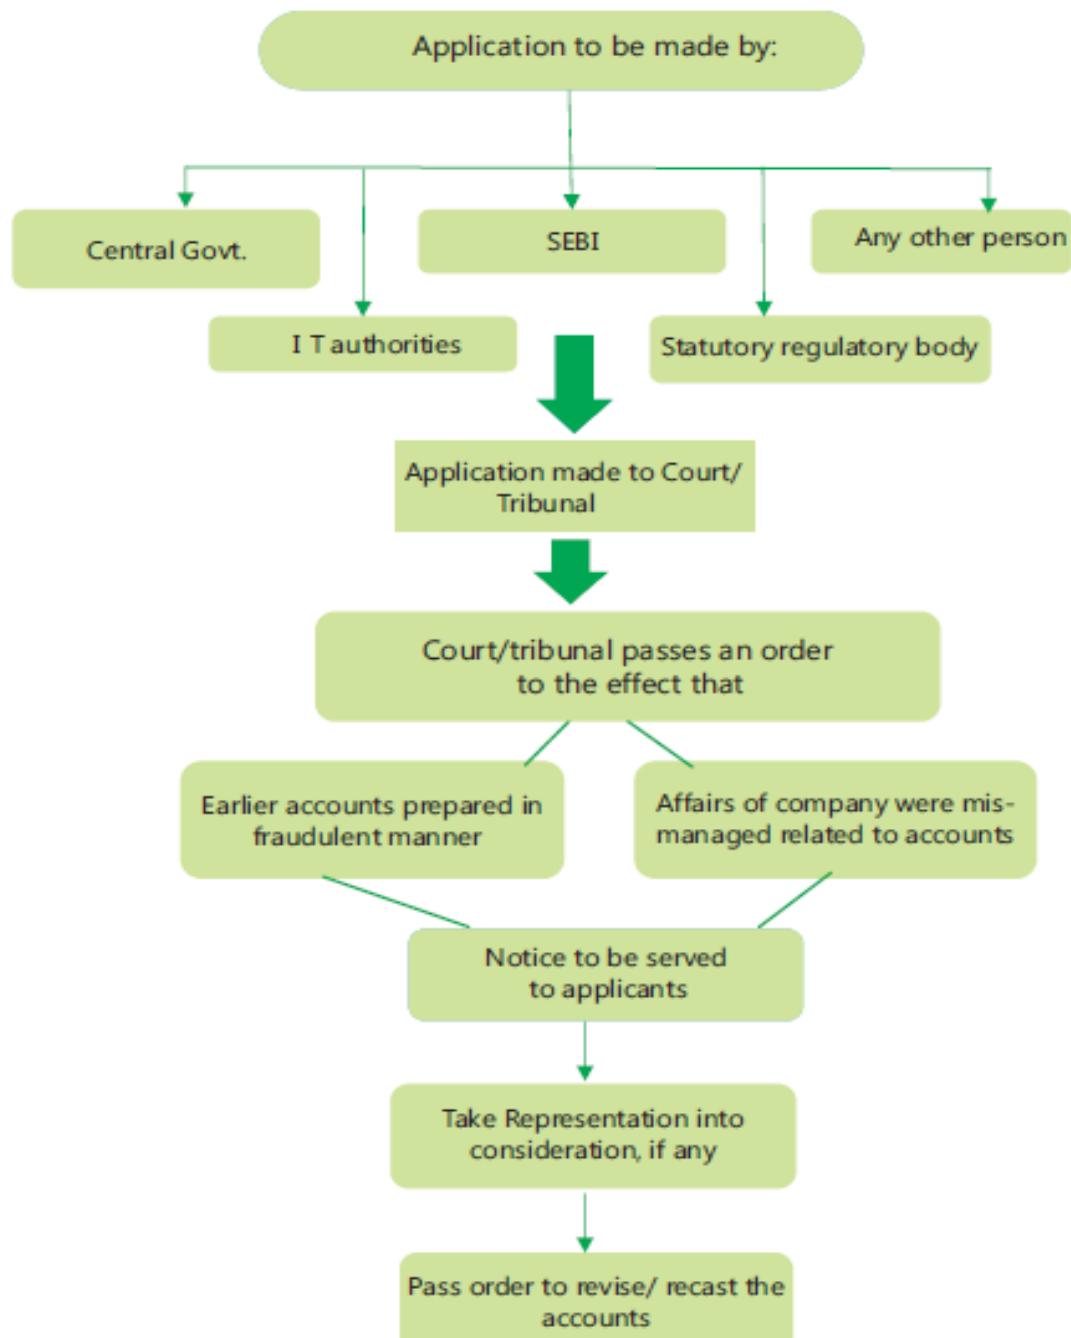 Application to be made by:
Central Govt.
SEBI
Any other person
I T authorities
Statutory regulatory body
Application made to Court/
Tribunal
Court/tribunal passes an order
to the effect that
Earlier accounts prepared in
fraudulent manner
Affairs of company were mis-
managed related to accounts
Notice to be served
to applicants
Take Representation into
consideration, if any
Pass order to revise/ recast the
accounts